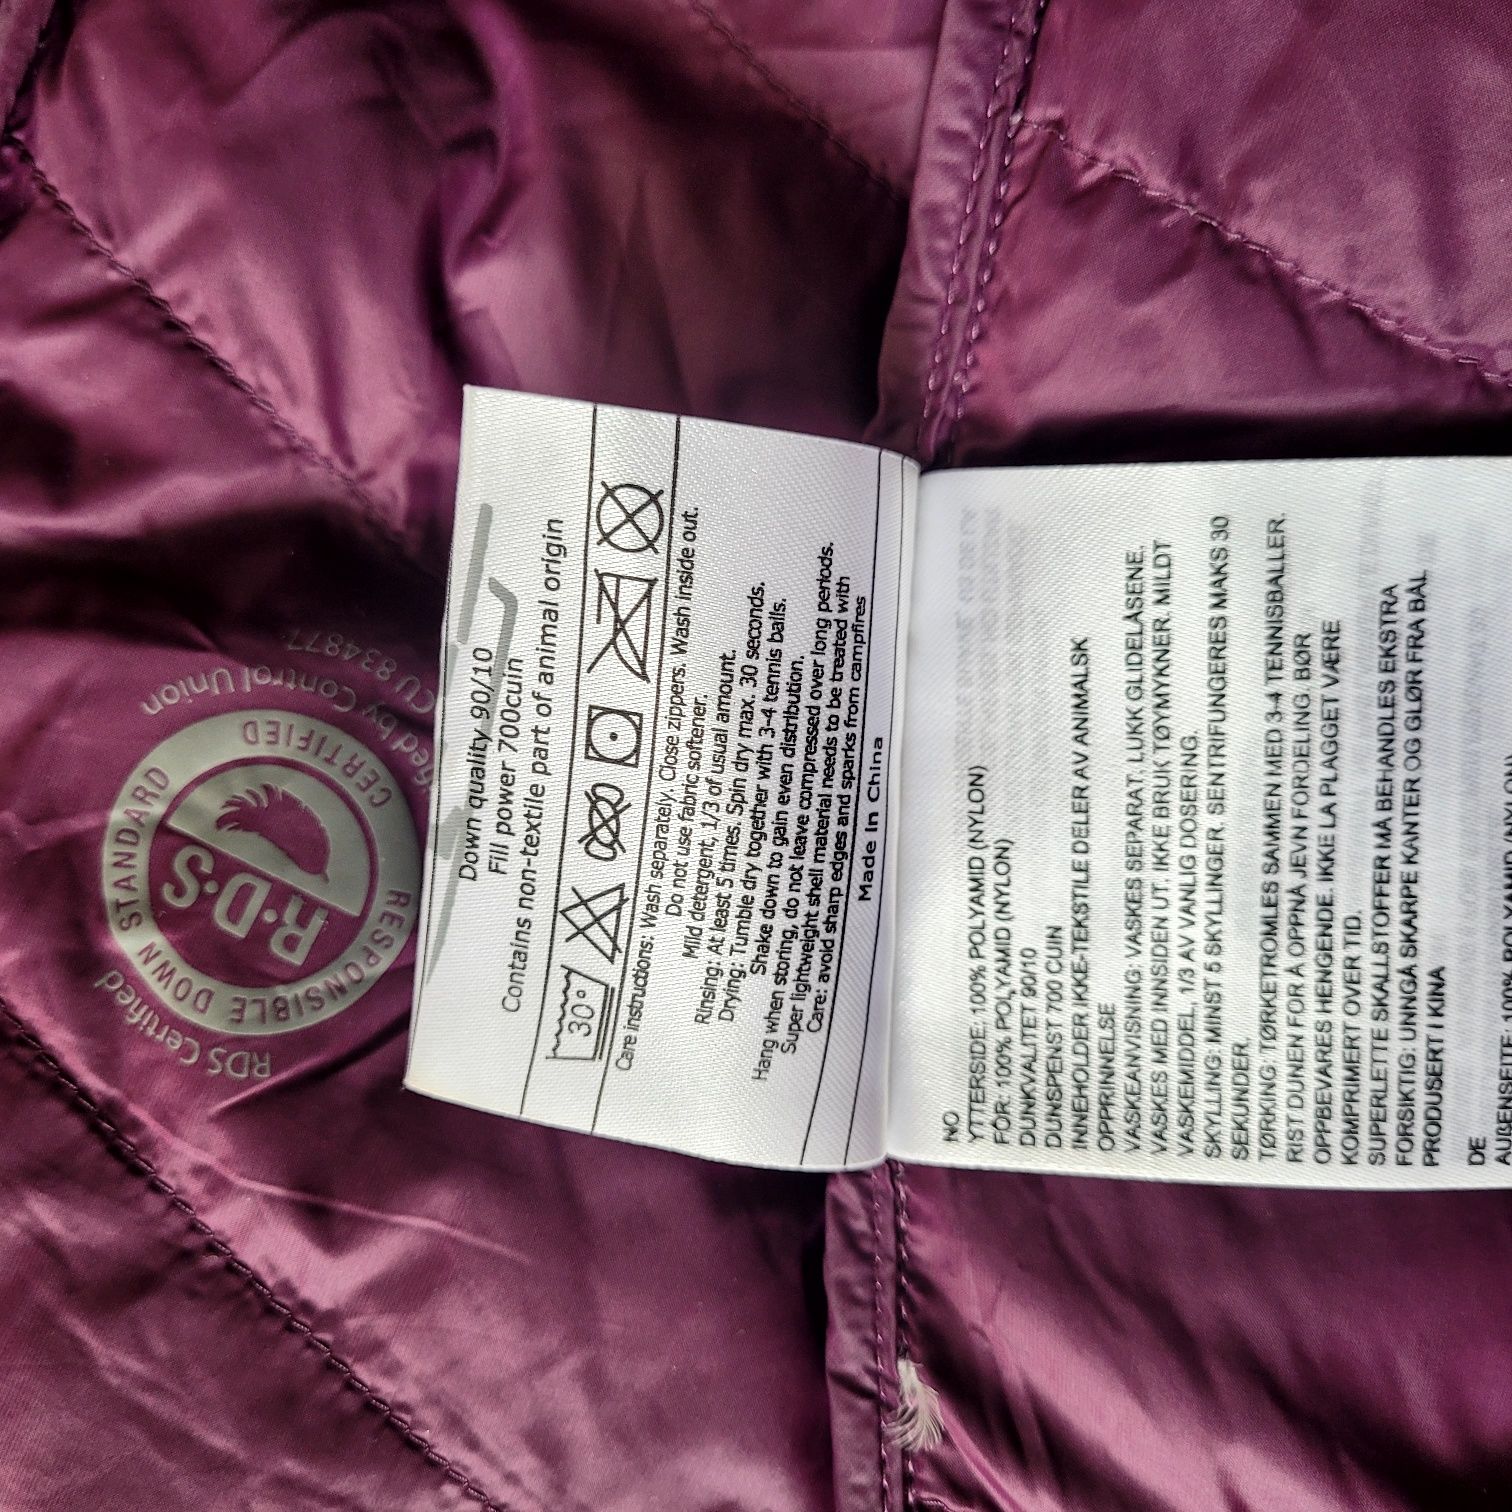 RDS Certified
RESPONSIBLE DOWN STANDARD
CERTIFIED
R·D·S
by Control Union
CU 834877
Down quality 90/10
Fill power 700cuin
Contains non-textile part of animal origin
30°
Care instructions: Wash separately. Close zippers. Wash inside out.
Do not use fabric softener.
Mild detergent, 1/3 of usual amount.
Rinsing: At least 5 times. Spin dry max. 30 seconds.
Drying: Tumble dry together with 3-4 tennis balls.
Shake down to gain even distribution.
Hang when storing, do not leave compressed over long periods.
Super lightweight shell material needs to be treated with
Care: avoid sharp edges and sparks from campfires
Made in China
NO
YTTERSIDE: 100% POLYAMID (NYLON)
FÔR: 100% POLYAMID (NYLON)
DUNKVALITET 90/10
DUNSPENST 700 CUIN
INNEHOLDER IKKE-TEKSTILE DELER AV ANIMALSK
OPPRINNELSE
VASKEANVISNING: VASKES SEPARAT. LUKK GLIDELÅSENE.
VASKES MED INNSIDEN UT. IKKE BRUK TØYMYKNER. MILDT
VASKEMIDDEL, 1/3 AV VANLIG DOSERING.
SKYLLING: MINST 5 SKYLLINGER. SENTRIFUNGERES MAKS 30
SEKUNDER.
TØRKING: TØRKETROMLES SAMMEN MED 3-4 TENNISBALLER.
RIST DUNEN FOR Å OPPNÅ JEVN FORDELING. BØR
OPPBEVARES HENGENDE. IKKE LA PLAGGET VÆRE
KOMPRIMERT OVER TID.
SUPERLETTE SKALLSTOFFER MÅ BEHANDLES EKSTRA
FORSIKTIG: UNNGÅ SKARPE KANTER OG GLØR FRA BÅL
PRODUSERT I KINA
DE
AUßENSEITE 100%